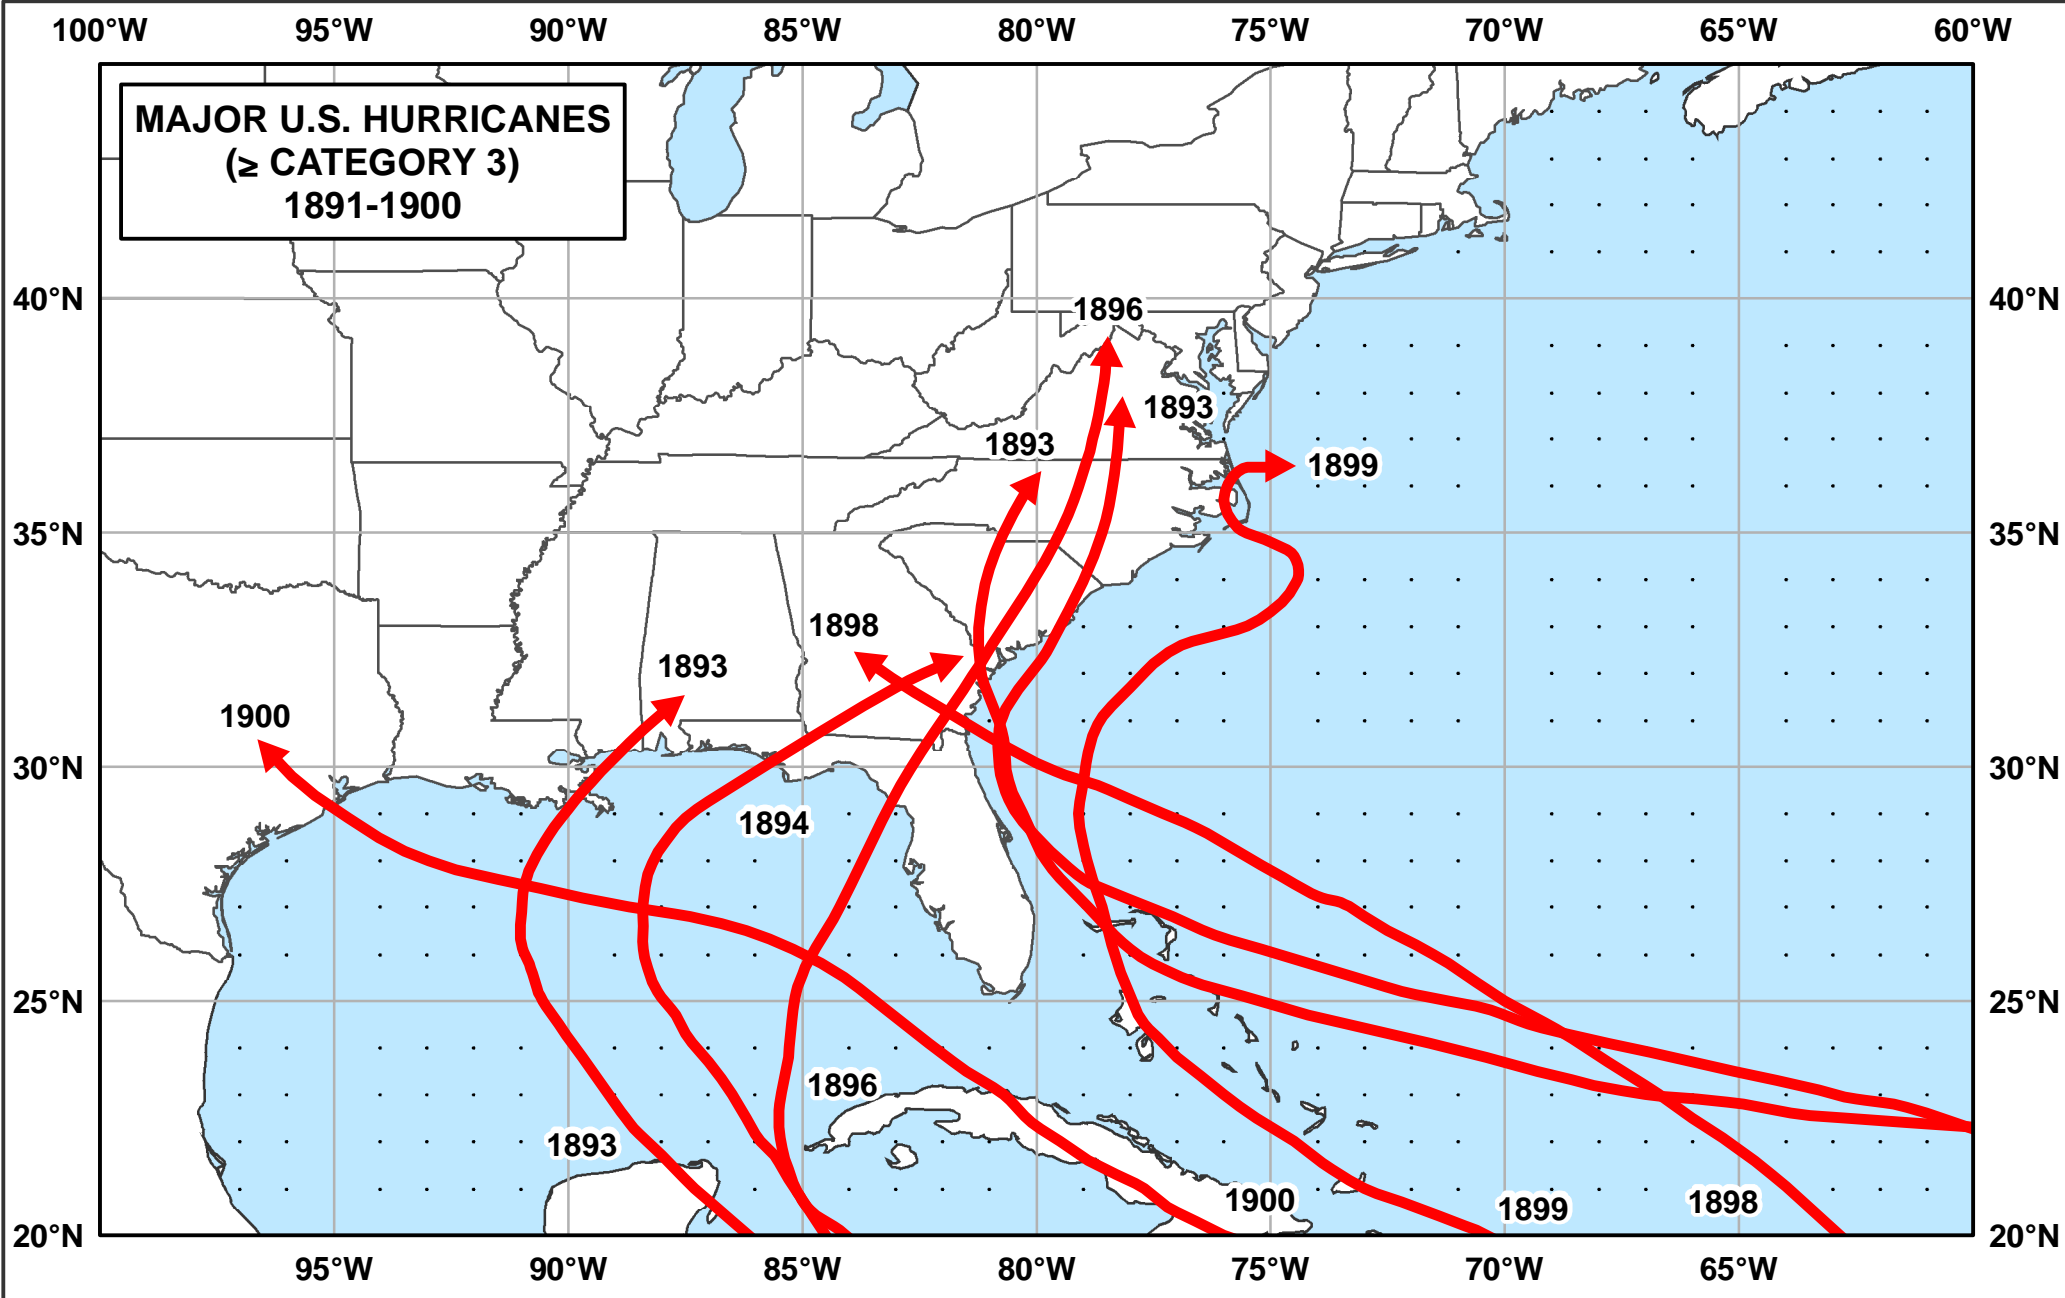 100°W 95°W 90°W 85°W 80°W 75°W 70°W 65°W 60°W
MAJOR U.S. HURRICANES
(≥ CATEGORY 3)
1891-1900
40°N 40°N
1896
1893
1893
1899
35°N 35°N
1898
1893
1900
30°N 30°N
1894
25°N 25°N
1896
1893
1900
1899
1898
20°N 20°N
95°W 90°W 85°W 80°W 75°W 70°W 65°W